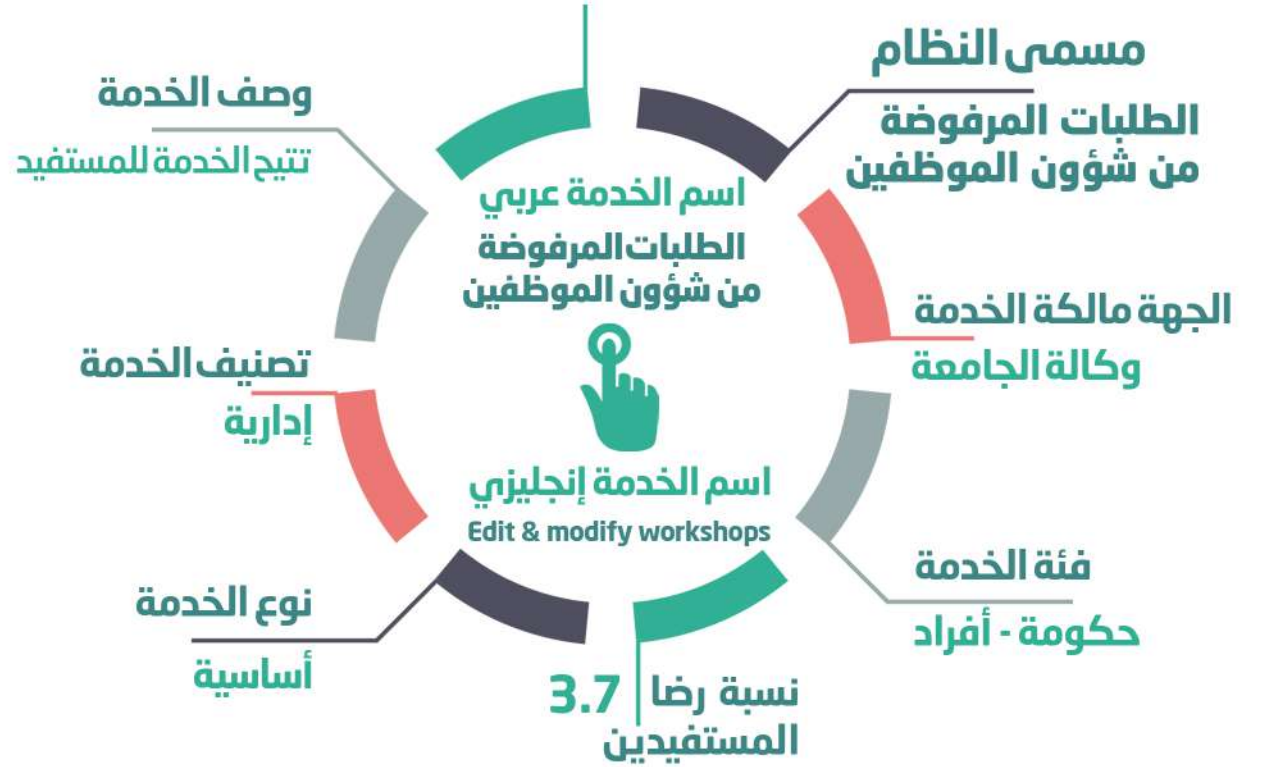 مسمى النظام
الطلبات المرفوضة
من شؤون الموظفين
الجهة مالكة الخدمة
وكالة الجامعة
فئة الخدمة
حكومة - أفراد
نسبة رضا 3.7
المستفيدين
نوع الخدمة
أساسية
تصنيف الخدمة
إدارية
وصف الخدمة
تتيح الخدمة للمستفيد
اسم الخدمة عربي
الطلبات المرفوضة
من شؤون الموظفين
اسم الخدمة إنجليزي
Edit & modify workshops